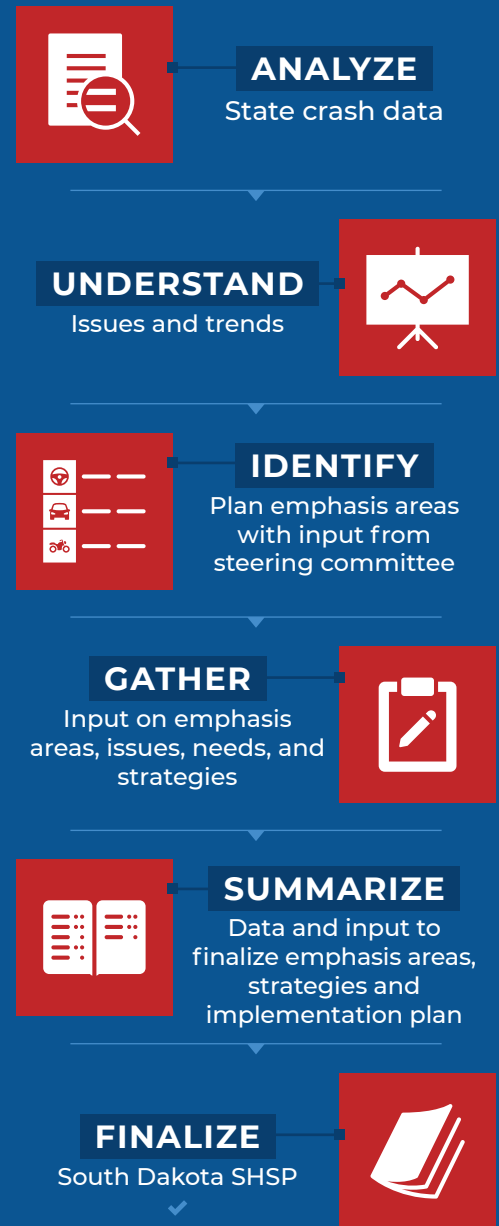 ANALYZE
State crash data
UNDERSTAND
Issues and trends
IDENTIFY
Plan emphasis areas
with input from
steering committee
GATHER
Input on emphasis
areas, issues, needs, and
strategies
SUMMARIZE
Data and input to
finalize emphasis areas,
strategies and
implementation plan
FINALIZE
South Dakota SHSP